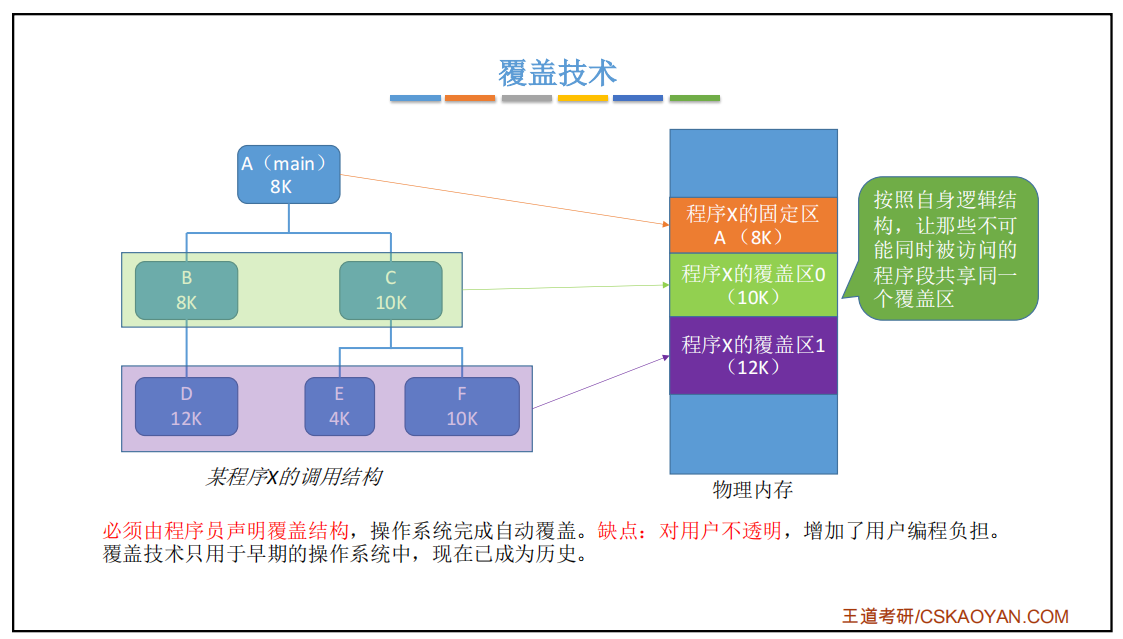 覆盖技术
A（main）
8K
B
8K
C
10K
D
12K
E
4K
F
10K
某程序X的调用结构
程序X的固定区
A （8K）
程序X的覆盖区0
（10K）
程序X的覆盖区1
（12K）
物理内存
按照自身逻辑结
构，让那些不可
能同时被访问的
程序段共享同一
个覆盖区
必须由程序员声明覆盖结构，操作系统完成自动覆盖。缺点：对用户不透明，增加了用户编程负担。
覆盖技术只用于早期的操作系统中，现在已成为历史。
王道考研/CSKAOYAN.COM